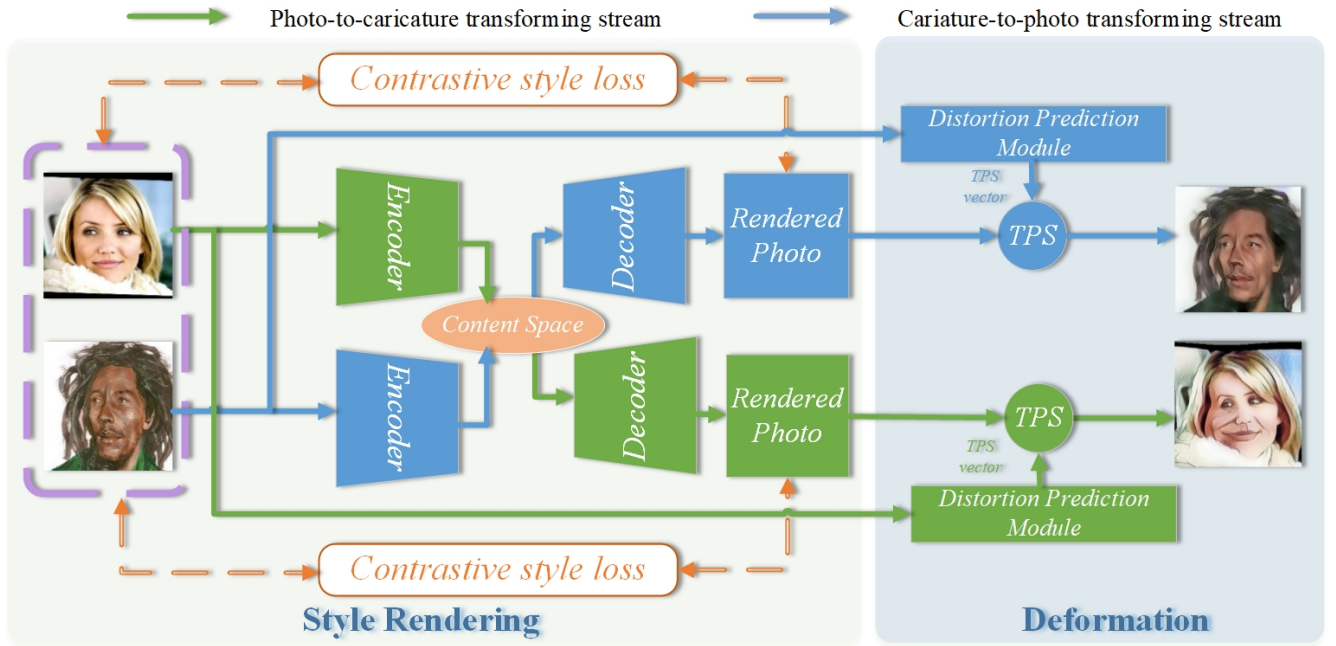 Photo-to-caricature transforming stream
Cariature-to-photo transforming stream
Contrastive style loss
Distortion Prediction
Module
TPS
vector
Encoder
Decoder
Rendered
Photo
TPS
Content Space
Encoder
Decoder
Rendered
Photo
TPS
TPS
vector
Distortion Prediction
Module
Contrastive style loss
Style Rendering
Deformation